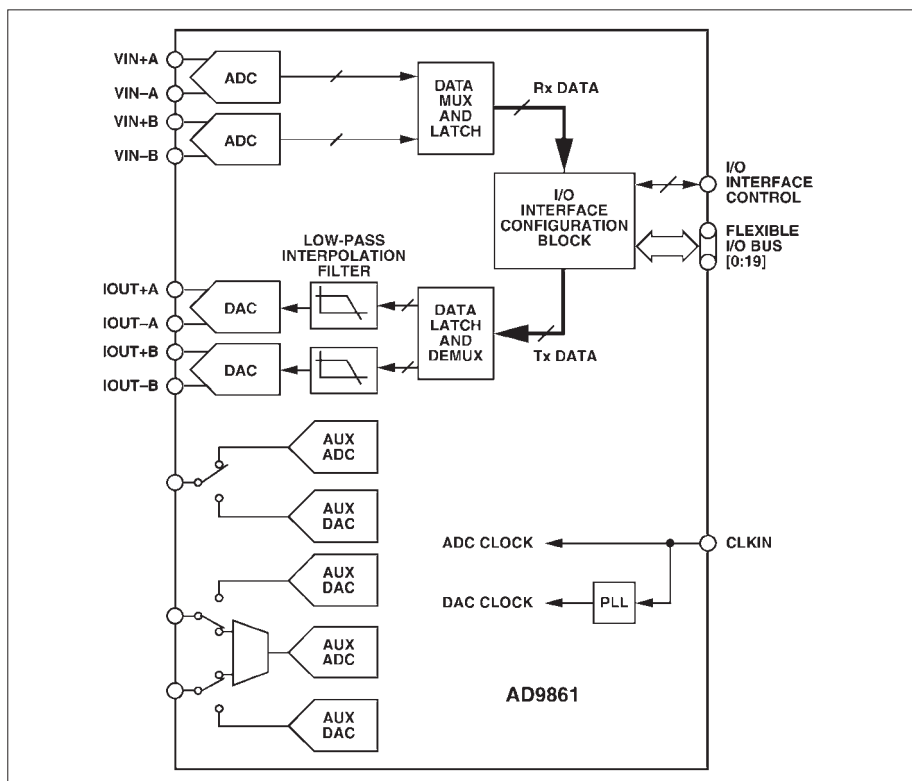 VIN+A
VIN–A
VIN+B
VIN–B
ADC
ADC
DATA
MUX
AND
LATCH
Rx DATA
I/O
INTERFACE
CONFIGURATION
BLOCK
I/O
INTERFACE
CONTROL
FLEXIBLE
I/O BUS
[0:19]
LOW-PASS
INTERPOLATION
FILTER
IOUT+A
IOUT–A
IOUT+B
IOUT–B
DAC
DAC
DATA
LATCH
AND
DEMUX
Tx DATA
AUX
ADC
AUX
DAC
AUX
DAC
AUX
ADC
AUX
DAC
ADC CLOCK
CLKIN
DAC CLOCK
PLL
AD9861